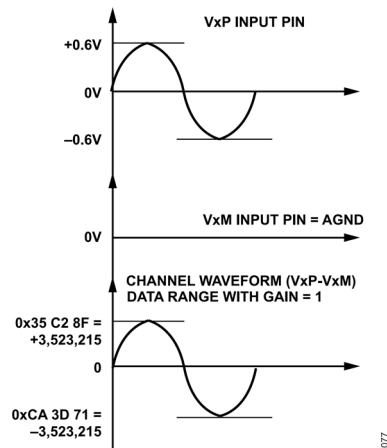 VxP INPUT PIN
+0.6V
0V
–0.6V
VxM INPUT PIN = AGND
0V
CHANNEL WAVEFORM (VxP-VxM)
DATA RANGE WITH GAIN = 1
0x35 C2 8F =
+3,523,215
0
0xCA 3D 71 =
–3,523,215
077